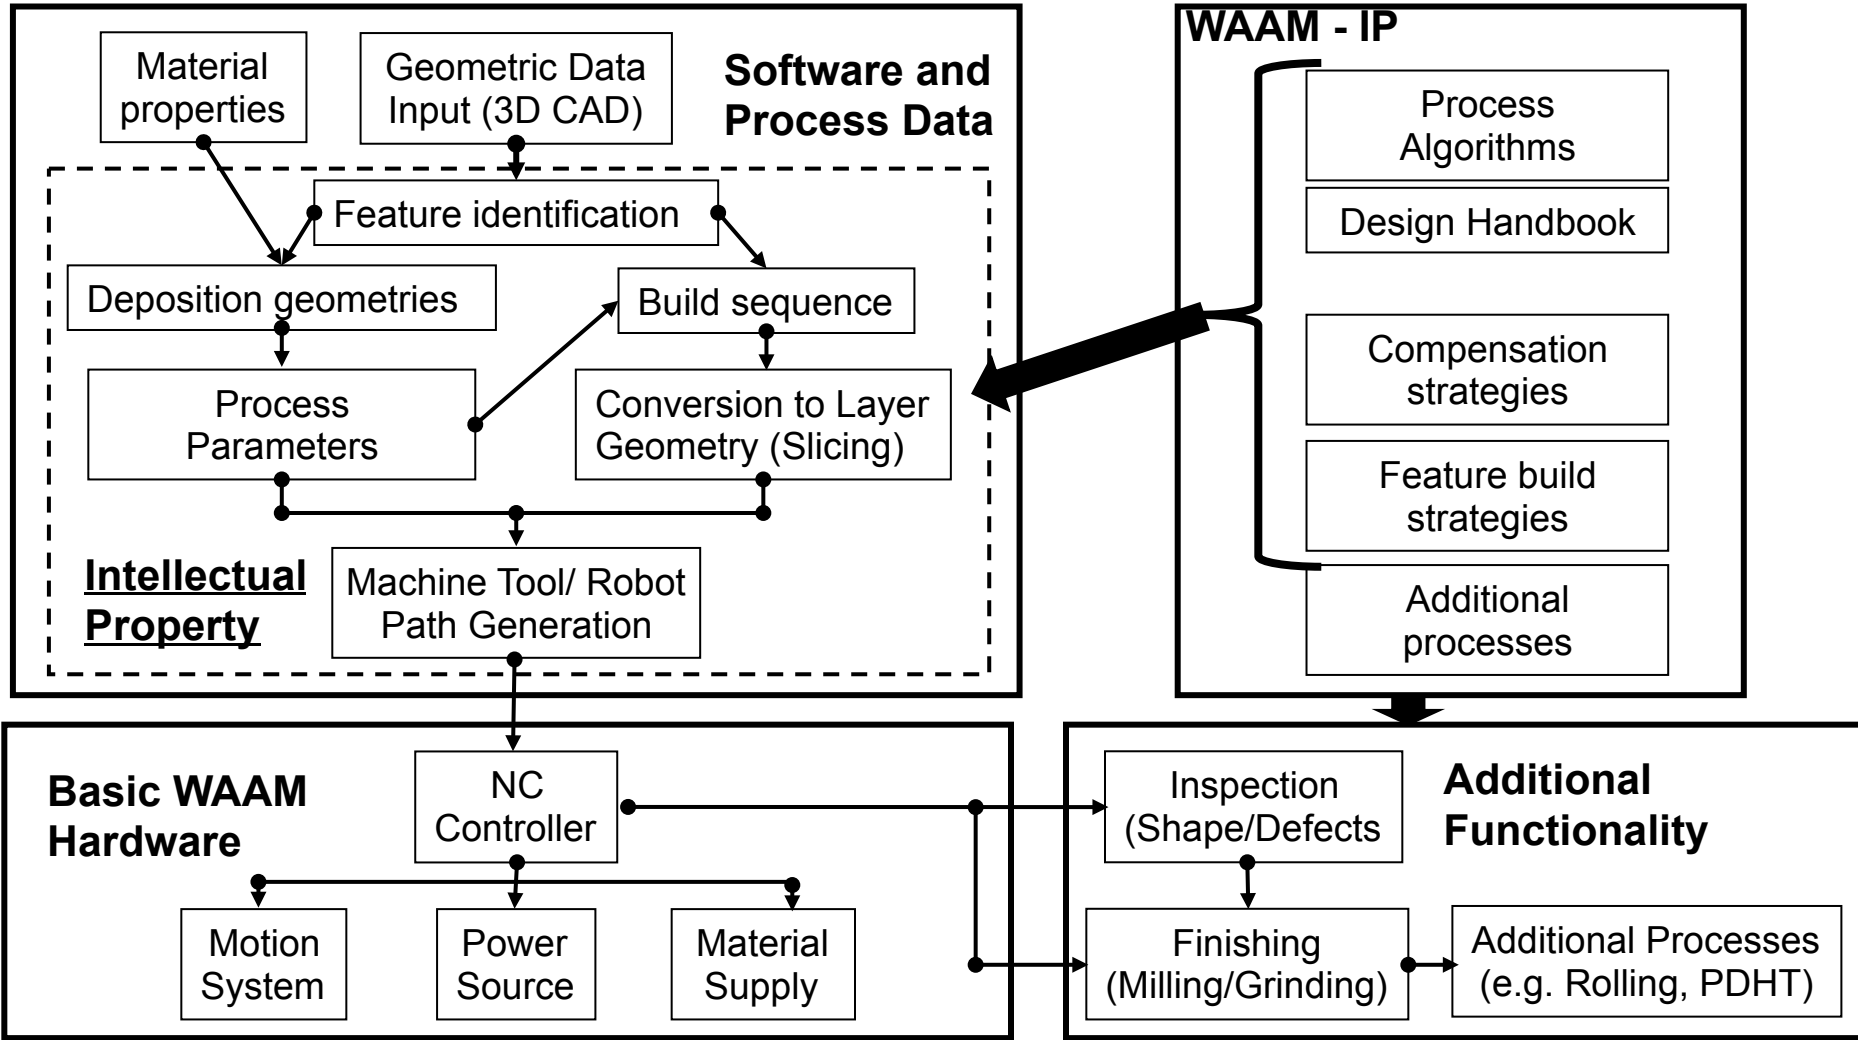 Material
properties
Geometric Data
Input (3D CAD)
Software and
Process Data
Feature identification
Deposition geometries
Build sequence
Process
Parameters
Conversion to Layer
Geometry (Slicing)
Intellectual
Property
Machine Tool/ Robot
Path Generation
WAAM - IP
Process
Algorithms
Design Handbook
Compensation
strategies
Feature build
strategies
Additional
processes
Basic WAAM
Hardware
NC
Controller
Motion
System
Power
Source
Material
Supply
Inspection
(Shape/Defects
Additional
Functionality
Finishing
(Milling/Grinding)
Additional Processes
(e.g. Rolling, PDHT)